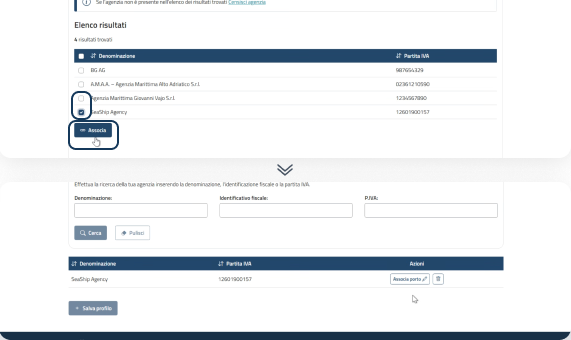 Se l'agenzia non è presente nell'elenco dei risultati Censisci agenzia
Elenco risultati
4 risultati trovati
Denominazione Partita IVA
BG AG 987654329
A.M.A.A. – Agenzia Marittima Alto Adriatico S.r.l. 02361210590
Agenzia Marittima Giovanni Vajo S.r.l. 1234567890
SeaShip Agency 12601900157
Associa
Effettua la ricerca della tua agenzia inserendo la denominazione, l'identificazione fiscale o la partita IVA.
Denominazione: Identificativo fiscale: P.IVA:
Cerca Pulisci
Denominazione Partita IVA Azioni
SeaShip Agency 12601900157 Associa porto
Salva profilo